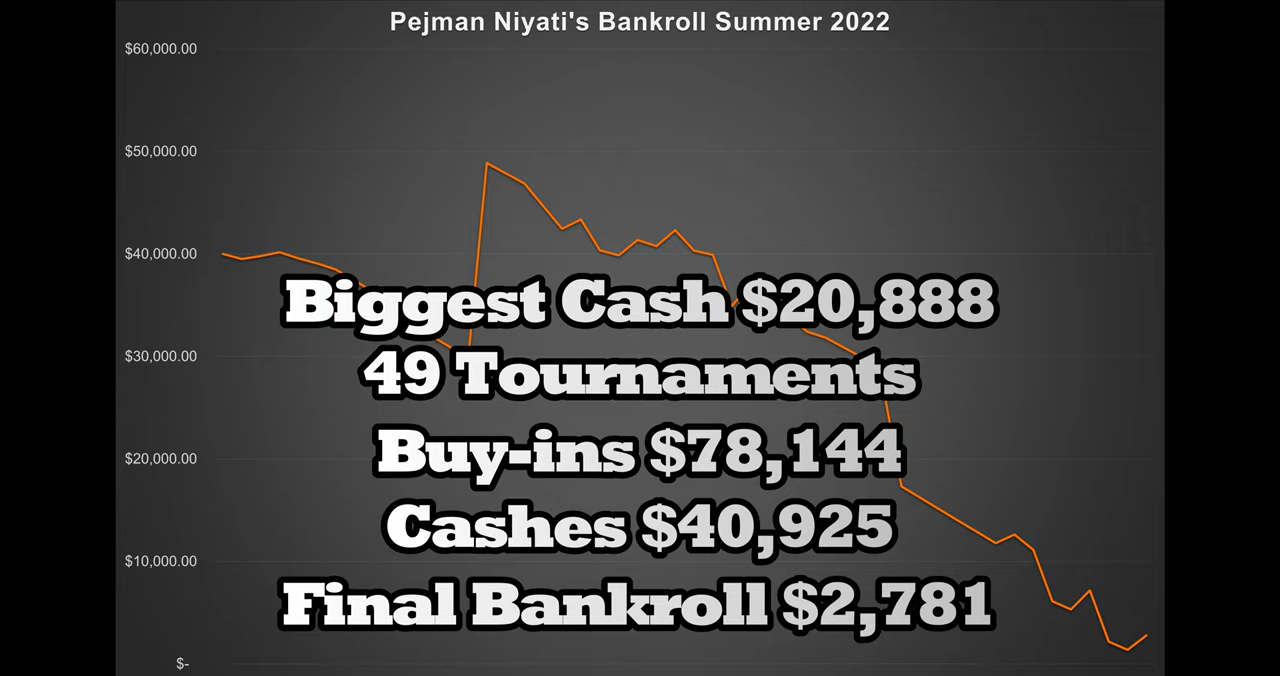 Pejman Niyati's Bankroll Summer 2022
$60,000.00
$50,000.00
$40,000.00
Biggest Cash $20,888
$30,000.00
49 Tournaments
Buy-ins $78,144
$20,000.00
Cashes $40,925
$10,000.00
Final Bankroll $2,781
$-